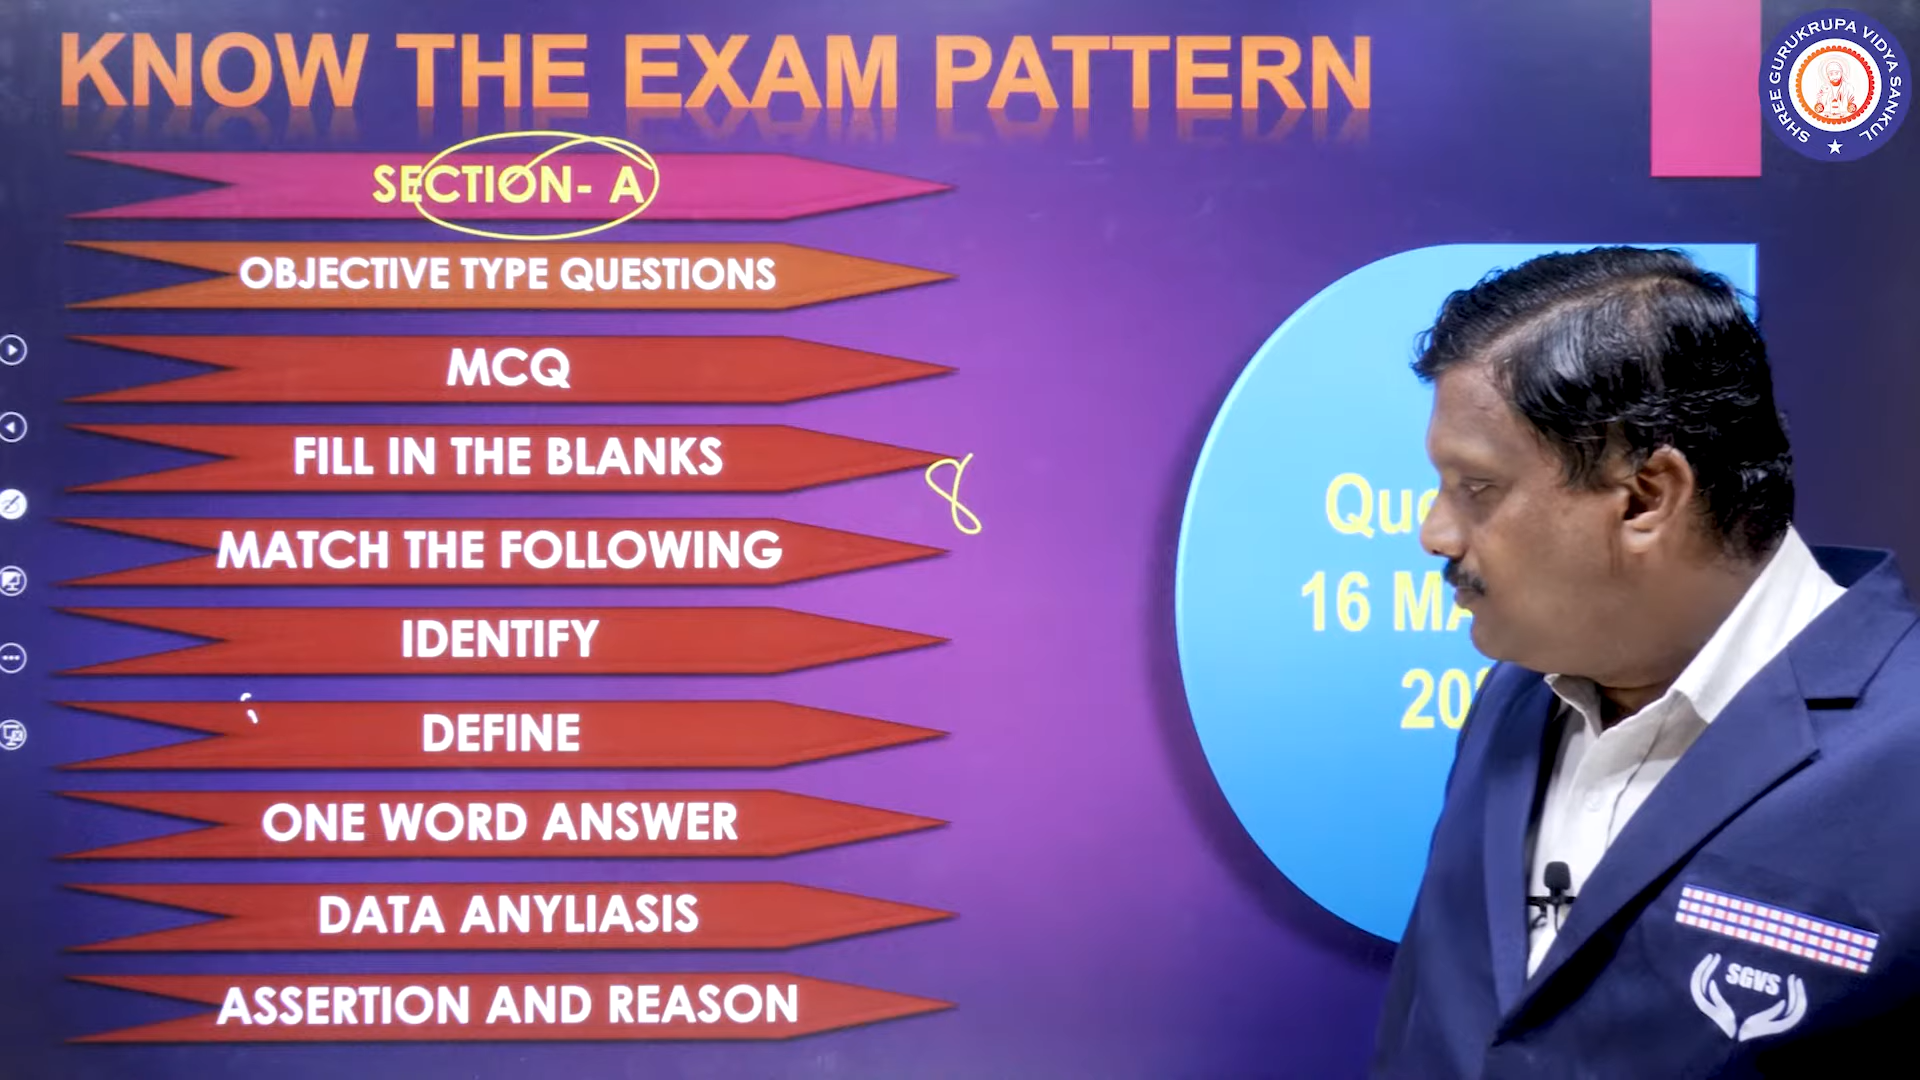 KNOW THE EXAM PATTERN
SHREE GURUKRUPA VIDYA SANKUL
SECTION- A
OBJECTIVE TYPE QUESTIONS
MCQ
FILL IN THE BLANKS
8
MATCH THE FOLLOWING
IDENTIFY
DEFINE
ONE WORD ANSWER
DATA ANYLIASIS
ASSERTION AND REASON
16
SGVS